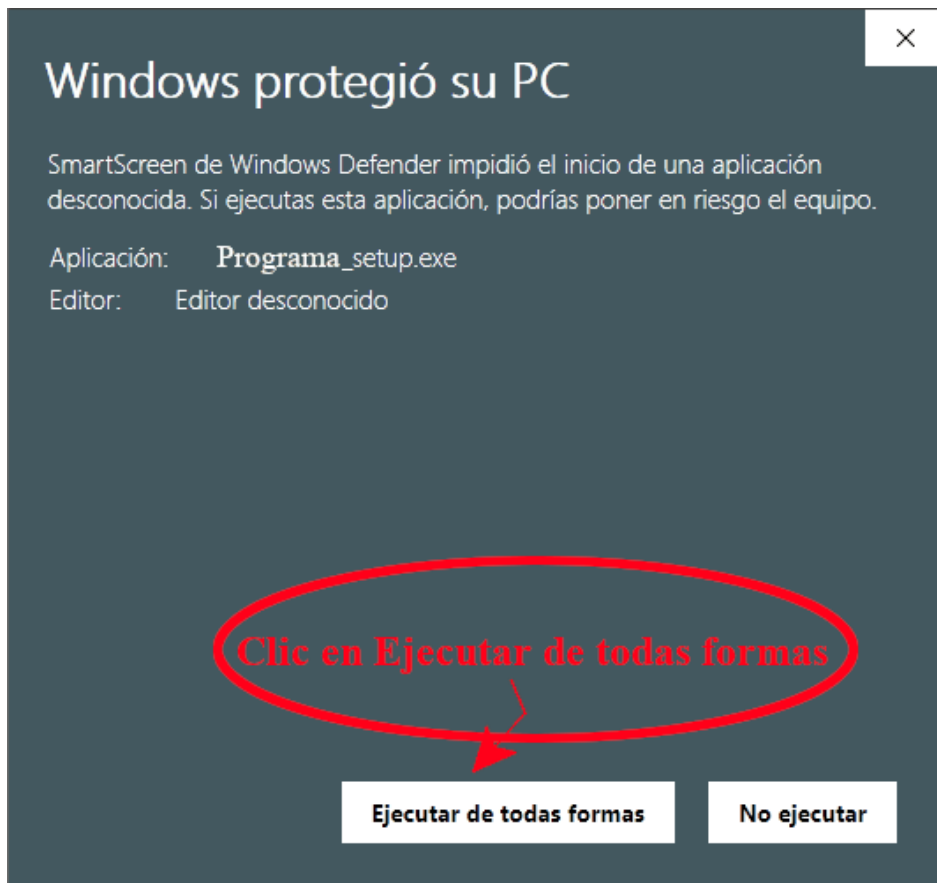 Windows protegió su PC
SmartScreen de Windows Defender impidió el inicio de una aplicación
desconocida. Si ejecutas esta aplicación, podrías poner en riesgo el equipo.
Aplicación: Programa_setup.exe
Editor: Editor desconocido
Clic en Ejecutar de todas formas
Ejecutar de todas formas No ejecutar